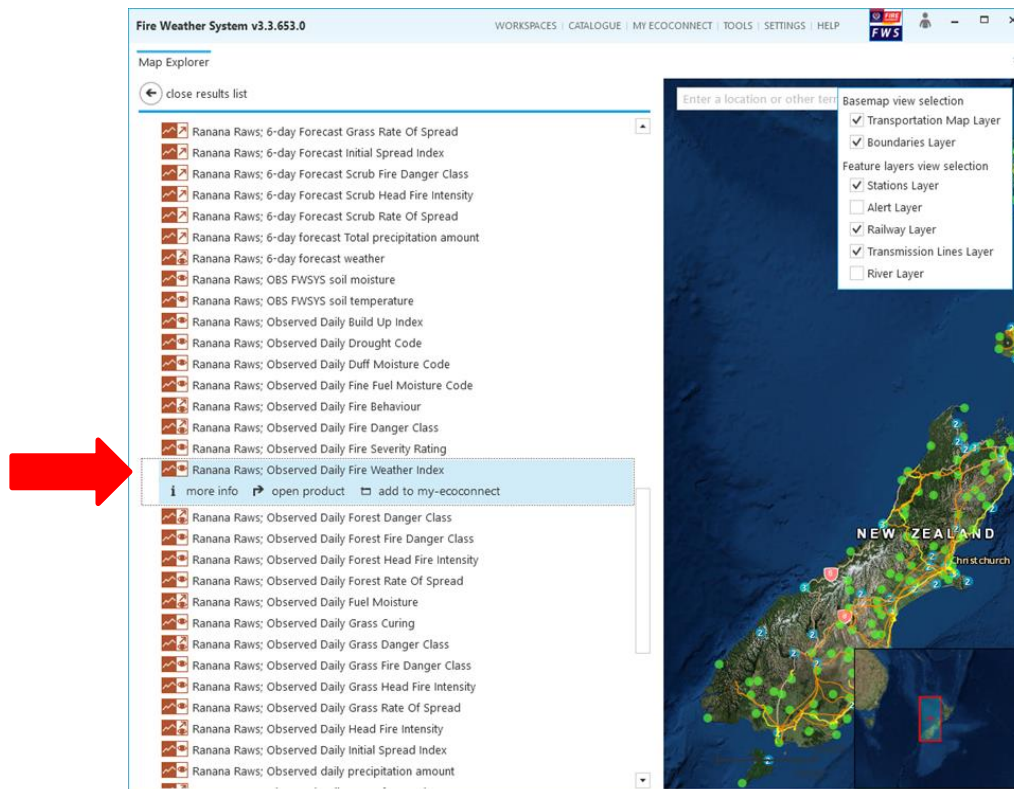 Fire Weather System v3.3.653.0
WORKSPACES | CATALOGUE | MY ECOCONNECT | TOOLS | SETTINGS | HELP
FIRE
FWS
Map Explorer
close results list
Ranana Raws; 6-day Forecast Grass Rate Of Spread
Ranana Raws; 6-day Forecast Initial Spread Index
Ranana Raws; 6-day Forecast Scrub Fire Danger Class
Ranana Raws; 6-day Forecast Scrub Head Fire Intensity
Ranana Raws; 6-day Forecast Scrub Rate Of Spread
Ranana Raws; 6-day forecast Total precipitation amount
Ranana Raws; 6-day forecast weather
Ranana Raws; OBS FWSYS soil moisture
Ranana Raws; OBS FWSYS soil temperature
Ranana Raws; Observed Daily Build Up Index
Ranana Raws; Observed Daily Drought Code
Ranana Raws; Observed Daily Duff Moisture Code
Ranana Raws; Observed Daily Fine Fuel Moisture Code
Ranana Raws; Observed Daily Fire Behaviour
Ranana Raws; Observed Daily Fire Danger Class
Ranana Raws; Observed Daily Fire Severity Rating
Ranana Raws; Observed Daily Fire Weather Index
more info open product add to my-ecoconnect
Ranana Raws; Observed Daily Forest Danger Class
Ranana Raws; Observed Daily Forest Fire Danger Class
Ranana Raws; Observed Daily Forest Head Fire Intensity
Ranana Raws; Observed Daily Forest Rate Of Spread
Ranana Raws; Observed Daily Fuel Moisture
Ranana Raws; Observed Daily Grass Curing
Ranana Raws; Observed Daily Grass Danger Class
Ranana Raws; Observed Daily Grass Fire Danger Class
Ranana Raws; Observed Daily Grass Head Fire Intensity
Ranana Raws; Observed Daily Grass Rate Of Spread
Ranana Raws; Observed Daily Head Fire Intensity
Ranana Raws; Observed Daily Initial Spread Index
Ranana Raws; Observed daily precipitation amount
Enter a location or other
Basemap view selection
Transportation Map Layer
Boundaries Layer
Feature layers view selection
Stations Layer
Alert Layer
Railway Layer
Transmission Lines Layer
River Layer
NEW ZEALAND
Christchurch